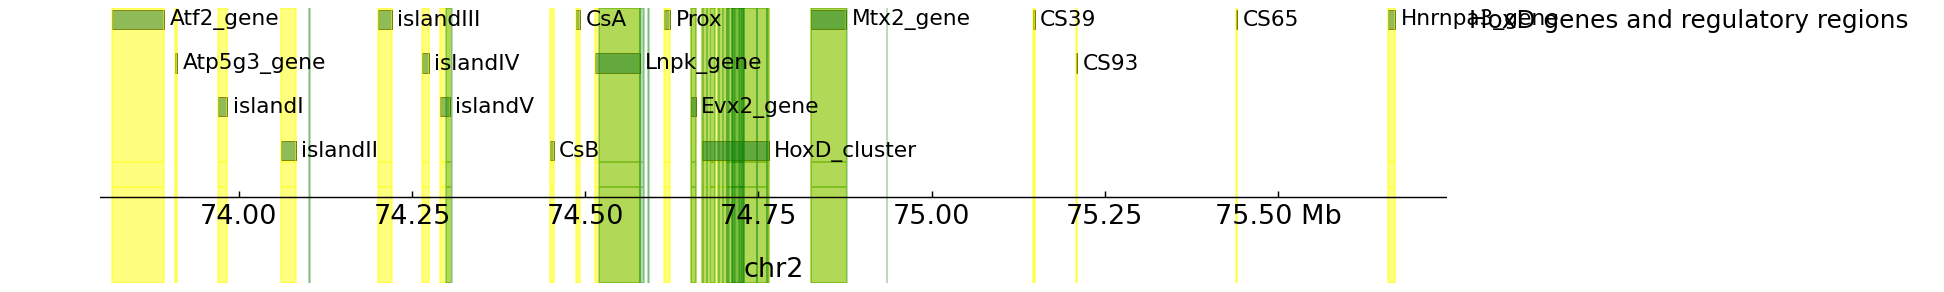 Atf2_gene islandIII CsA Prox Mtx2_gene CS39 CS65 Hnrnpa3_gene HoxD genes and regulatory regions
Atp5g3_gene islandIV Lnpk_gene CS93
islandI islandV Evx2_gene
islandII CsB HoxD_cluster
74.00 74.25 74.50 74.75 75.00 75.25 75.50 Mb
chr2